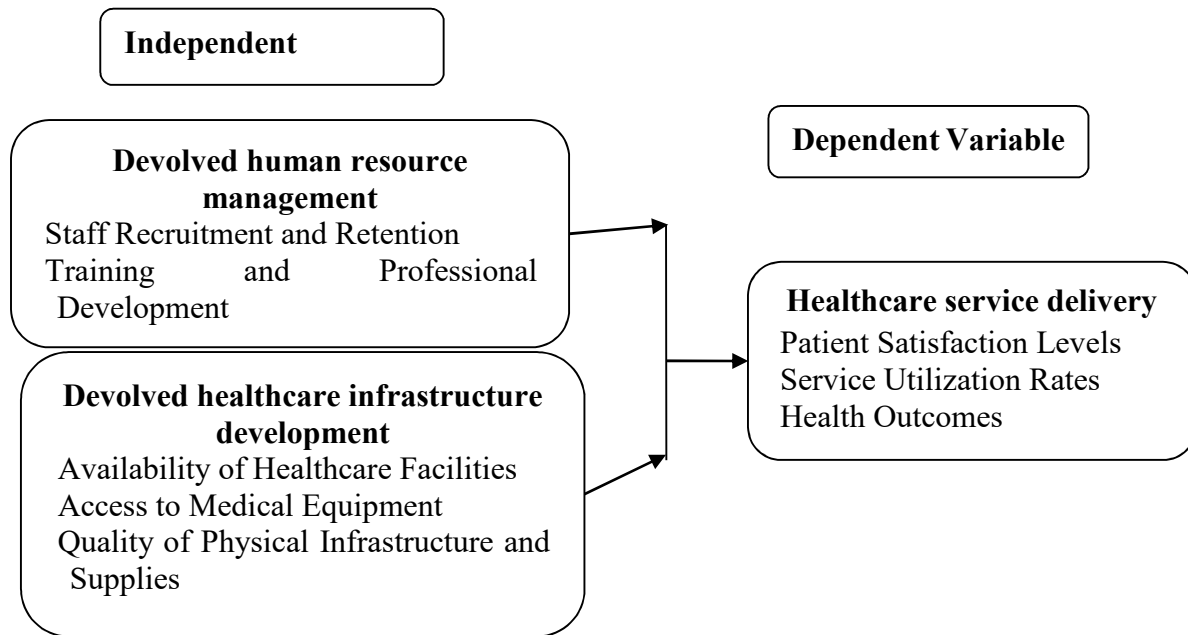 Independent
Devolved human resource
management
Staff Recruitment and Retention
Training and Professional
Development
Devolved healthcare infrastructure
development
Availability of Healthcare Facilities
Access to Medical Equipment
Quality of Physical Infrastructure and
Supplies
Dependent Variable
Healthcare service delivery
Patient Satisfaction Levels
Service Utilization Rates
Health Outcomes